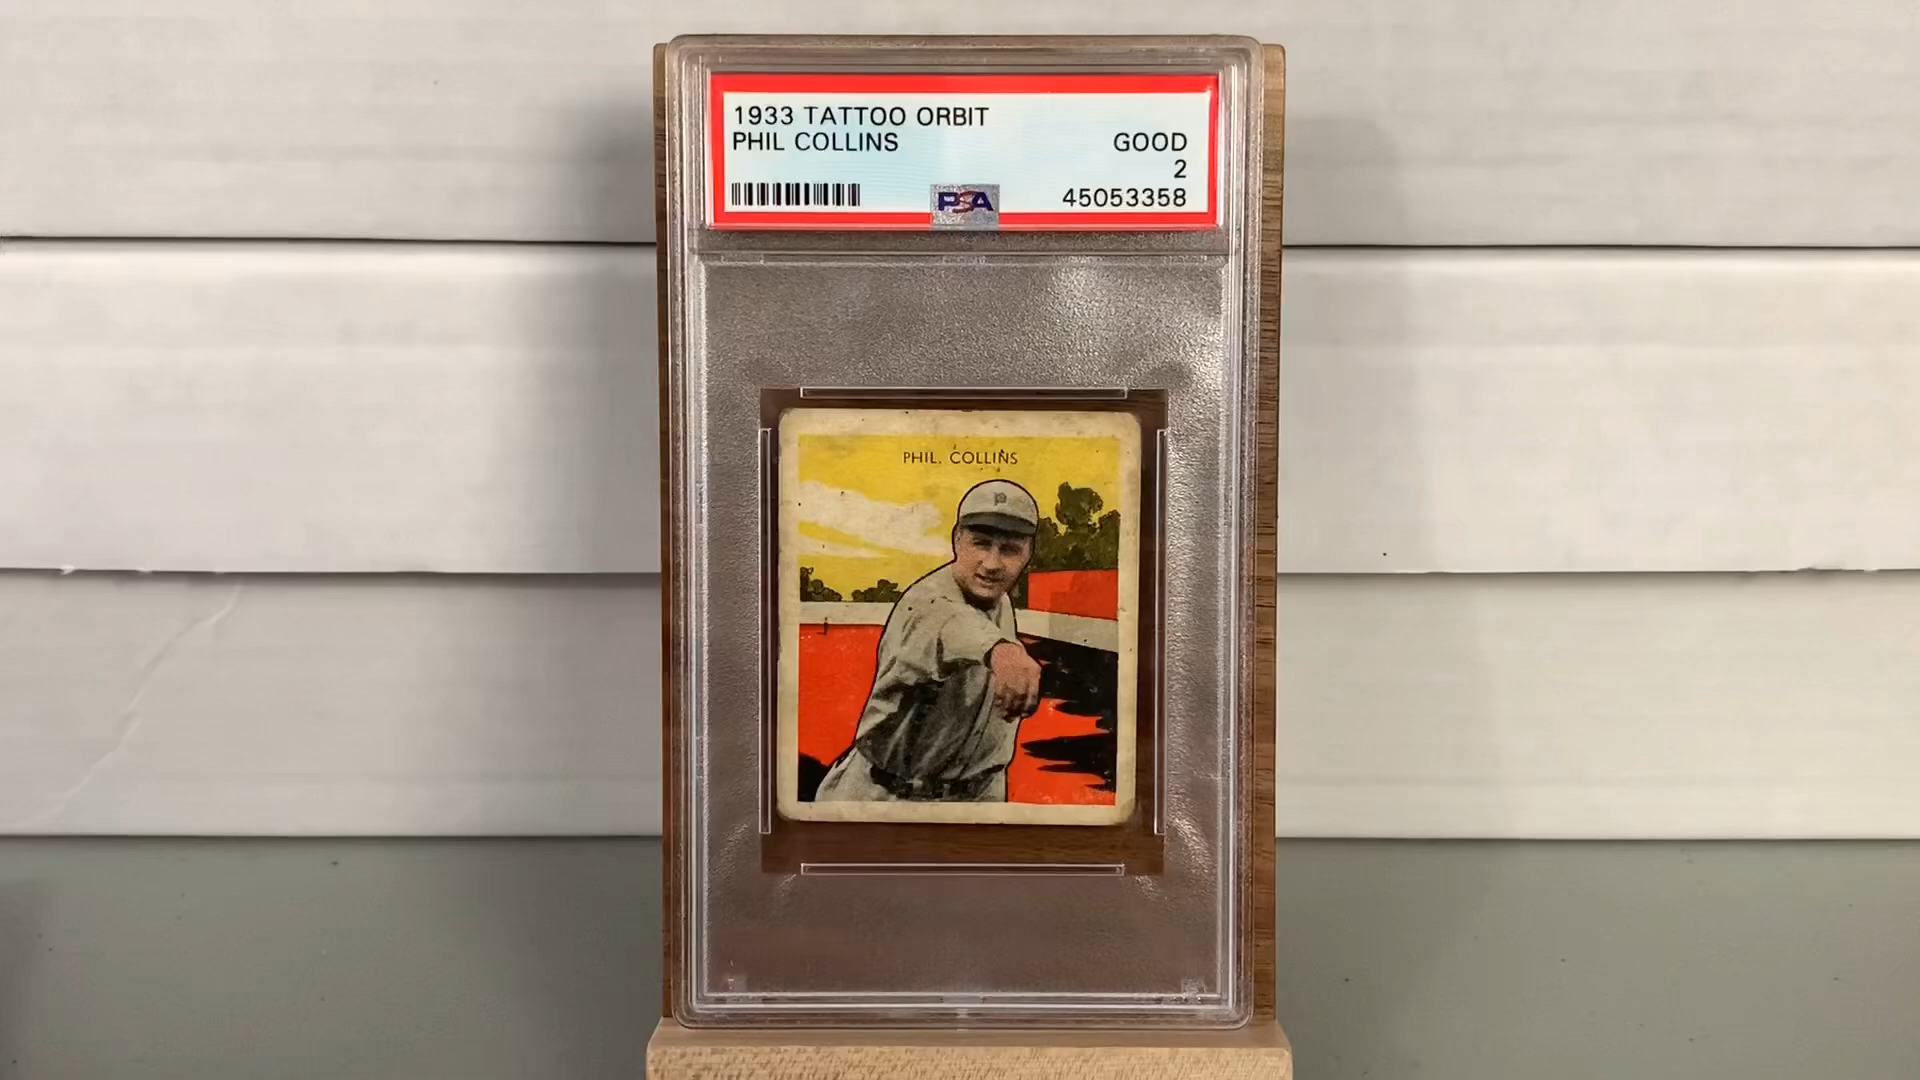 1933 TATTOO ORBIT
PHIL COLLINS GOOD
2
PSA 45053358
PHIL. COLLINS
P